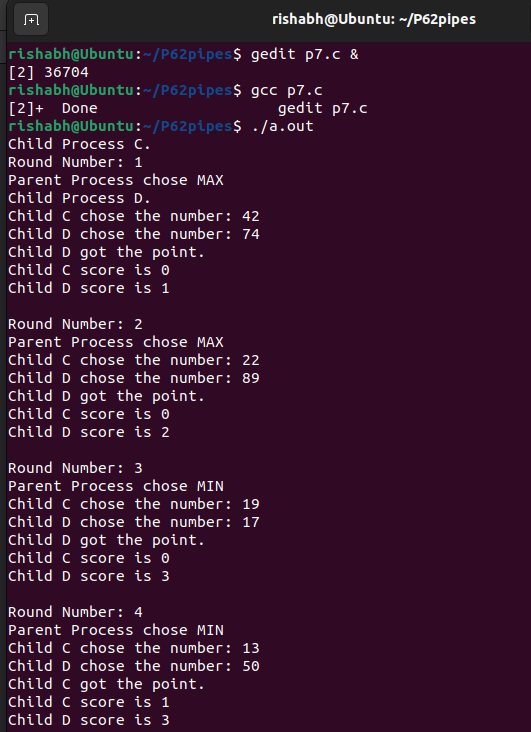 rishabh@Ubuntu: ~/P62pipes
rishabh@Ubuntu:~/P62pipes$ gedit p7.c &
[2] 36704
rishabh@Ubuntu:~/P62pipes$ gcc p7.c
[2]+  Done                    gedit p7.c
rishabh@Ubuntu:~/P62pipes$ ./a.out
Child Process C.
Round Number: 1
Parent Process chose MAX
Child Process D.
Child C chose the number: 42
Child D chose the number: 74
Child D got the point.
Child C score is 0
Child D score is 1

Round Number: 2
Parent Process chose MAX
Child C chose the number: 22
Child D chose the number: 89
Child D got the point.
Child C score is 0
Child D score is 2

Round Number: 3
Parent Process chose MIN
Child C chose the number: 19
Child D chose the number: 17
Child D got the point.
Child C score is 0
Child D score is 3

Round Number: 4
Parent Process chose MIN
Child C chose the number: 13
Child D chose the number: 50
Child C got the point.
Child C score is 1
Child D score is 3